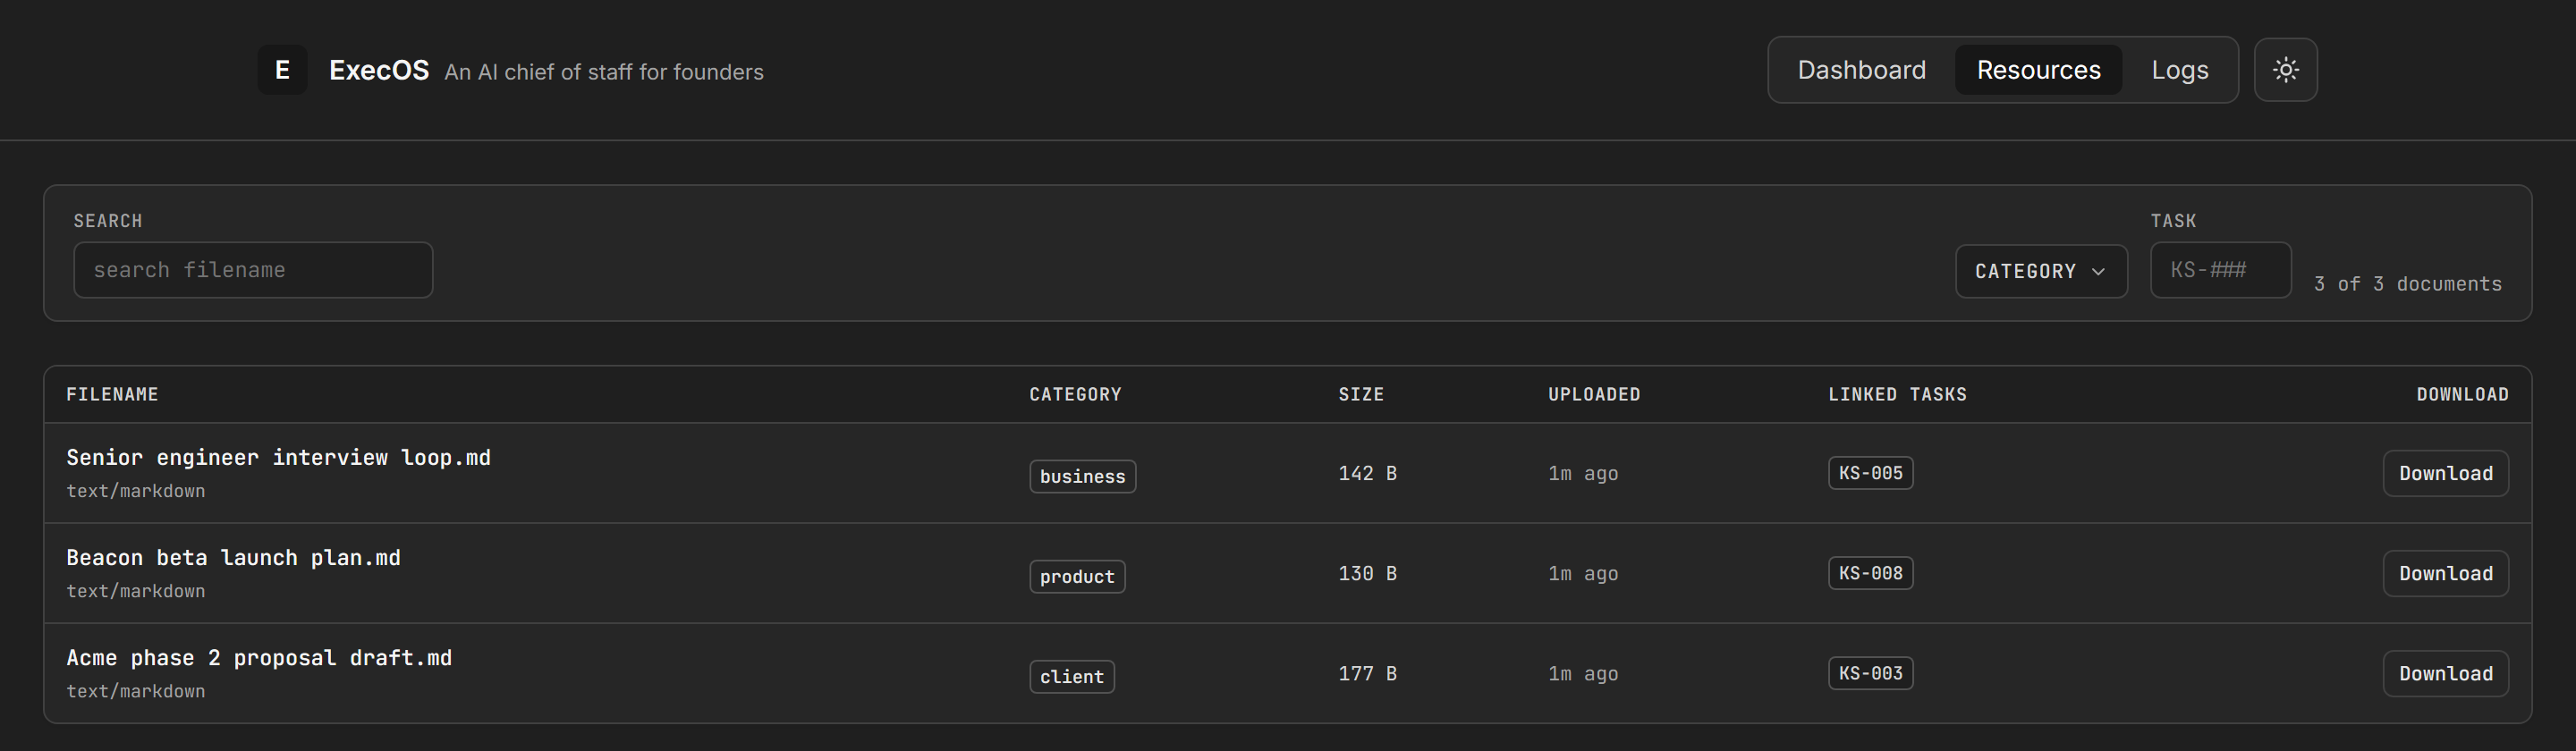 E ExecOS An AI chief of staff for founders Dashboard Resources Logs
SEARCH TASK
search filename CATEGORY KS-### 3 of 3 documents
FILENAME CATEGORY SIZE UPLOADED LINKED TASKS DOWNLOAD
Senior engineer interview loop.md business 142 B 1m ago KS-005 Download
text/markdown
Beacon beta launch plan.md product 130 B 1m ago KS-008 Download
text/markdown
Acme phase 2 proposal draft.md client 177 B 1m ago KS-003 Download
text/markdown